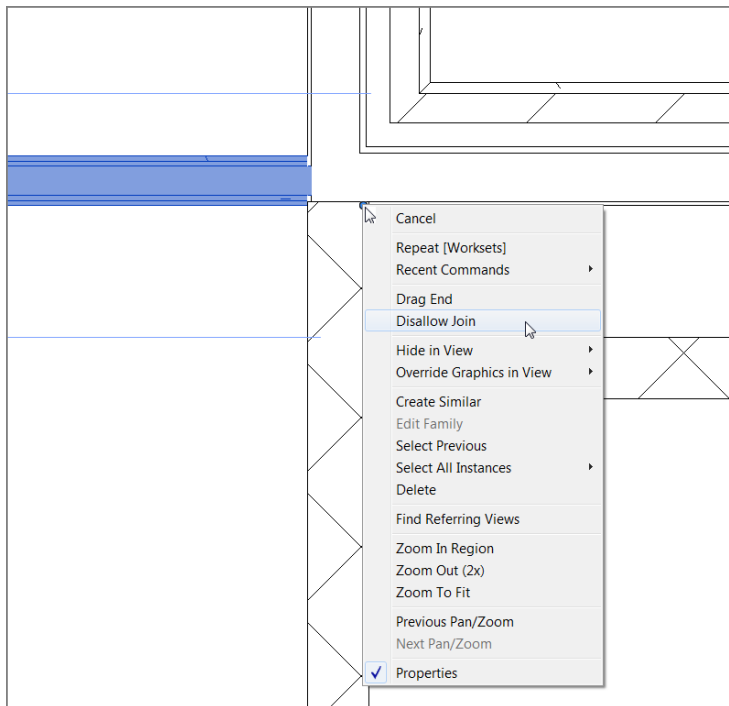 Cancel
Repeat [Worksets]
Recent Commands
Drag End
Disallow Join
Hide in View
Override Graphics in View
Create Similar
Edit Family
Select Previous
Select All Instances
Delete
Find Referring Views
Zoom In Region
Zoom Out (2x)
Zoom To Fit
Previous Pan/Zoom
Next Pan/Zoom
Properties